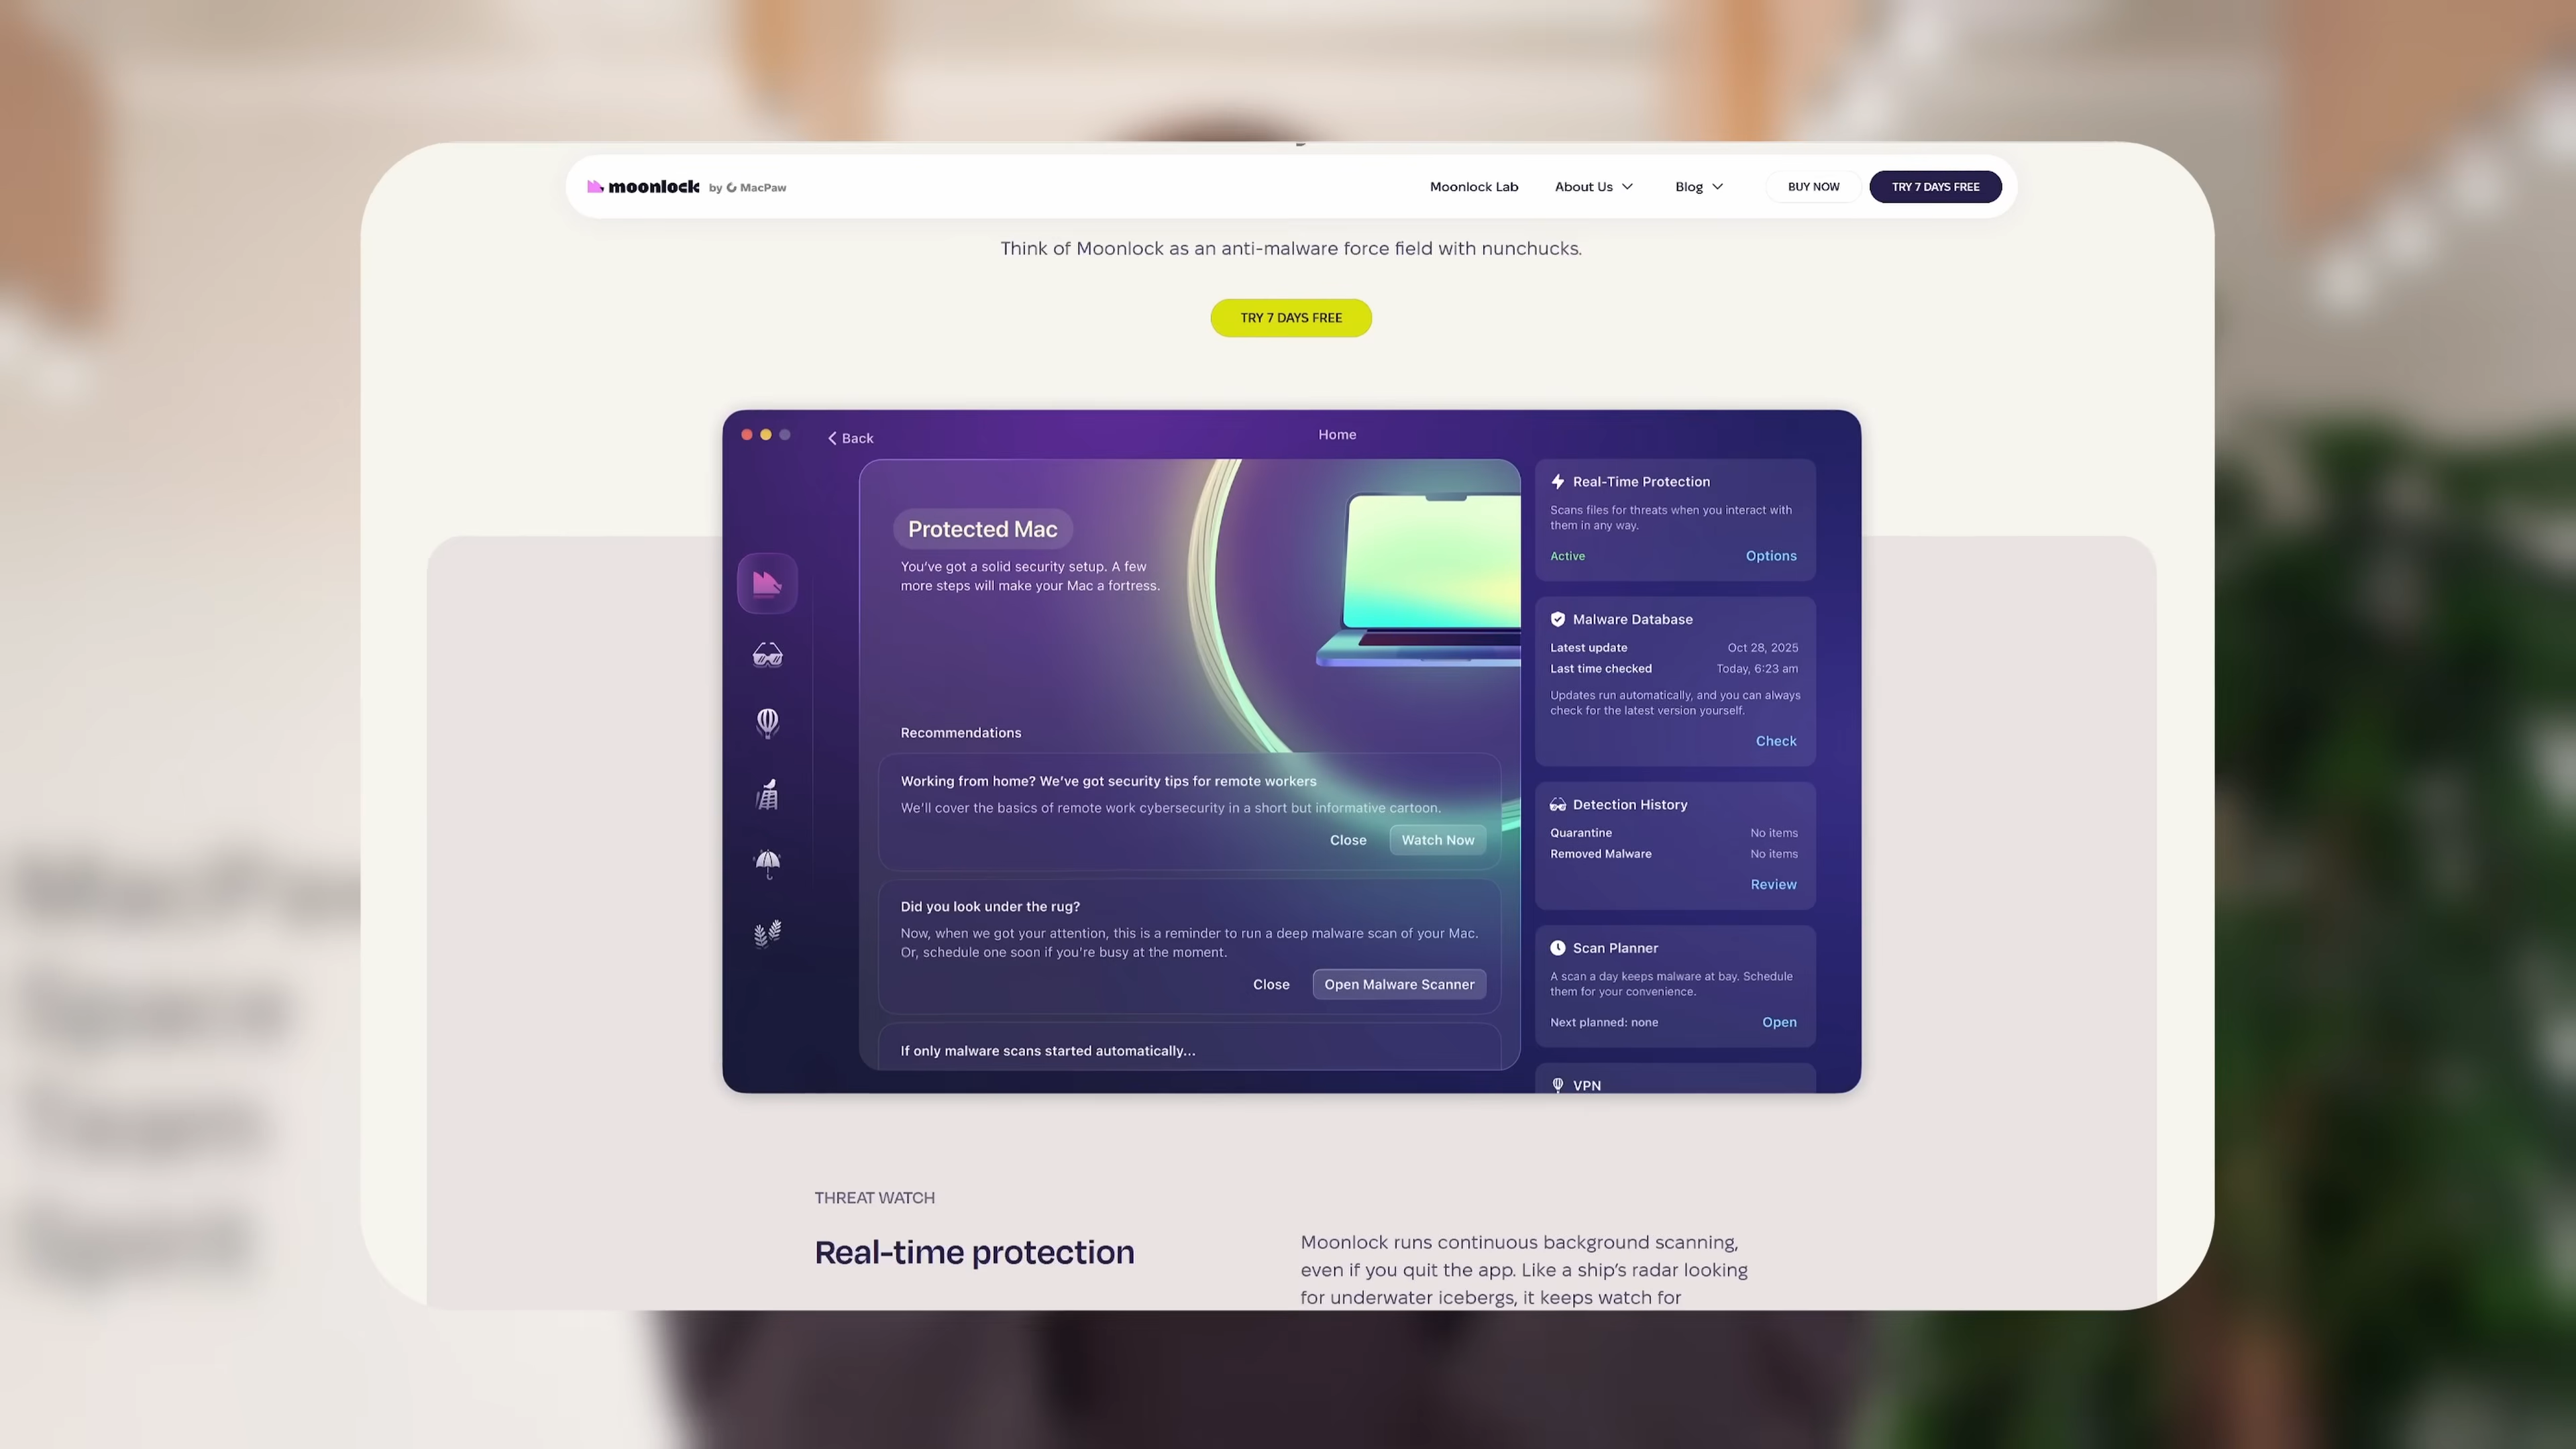 moonlock by MacPaw
Moonlock Lab
About Us
Blog
BUY NOW
TRY 7 DAYS FREE
Think of Moonlock as an anti-malware force field with nunchucks.
TRY 7 DAYS FREE
Back
Home
Protected Mac
You've got a solid security setup. A few
more steps will make your Mac a fortress.
Recommendations
Working from home? We've got security tips for remote workers
We'll cover the basics of remote work cybersecurity in a short but informative cartoon.
Close
Watch Now
Did you look under the rug?
Now, when we got your attention, this is a reminder to run a deep malware scan of your Mac.
Or, schedule one soon if you're busy at the moment.
Close
Open Malware Scanner
If only malware scans started automatically...
Real-Time Protection
Scans files for threats when you interact with
them in any way.
Active
Options
Malware Database
Latest update Oct 28, 2025
Last time checked Today, 6:23 am
Updates run automatically, and you can always
check for the latest version yourself.
Check
Detection History
Quarantine No items
Removed Malware No items
Review
Scan Planner
A scan a day keeps malware at bay. Schedule
them for your convenience.
Next planned: none
Open
VPN
THREAT WATCH
Real-time protection
Moonlock runs continuous background scanning,
even if you quit the app. Like a ship's radar looking
for underwater icebergs, it keeps watch for